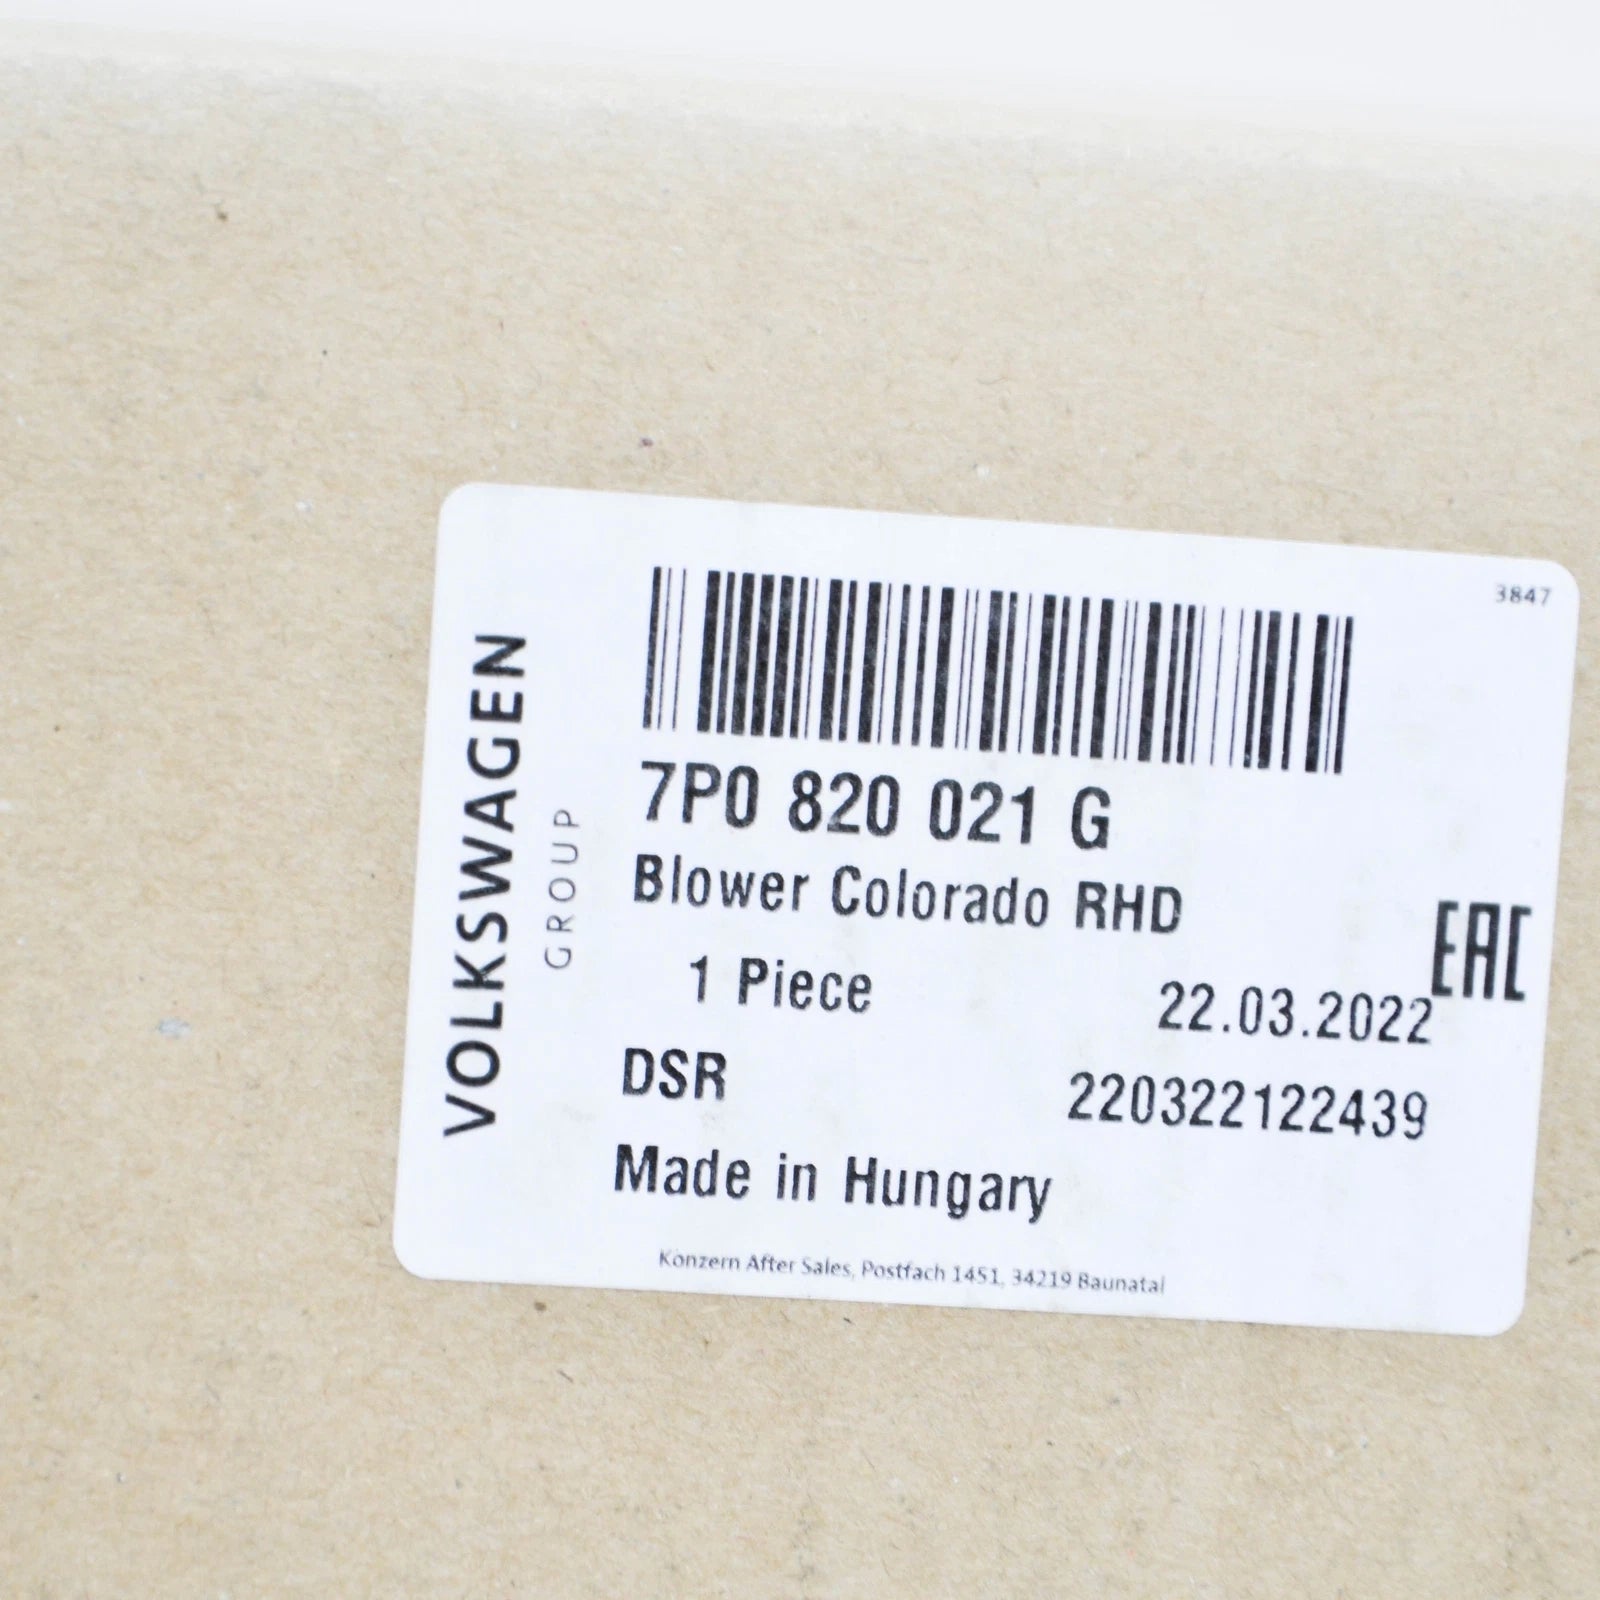 3847
VOLKSWAGEN
GROUP
7P0 820 021 G
Blower Colorado RHD
EAC
1 Piece 22.03.2022
DSR 220322122439
Made in Hungary
Konzern After Sales, Postfach 1451, 34219 Baunatal